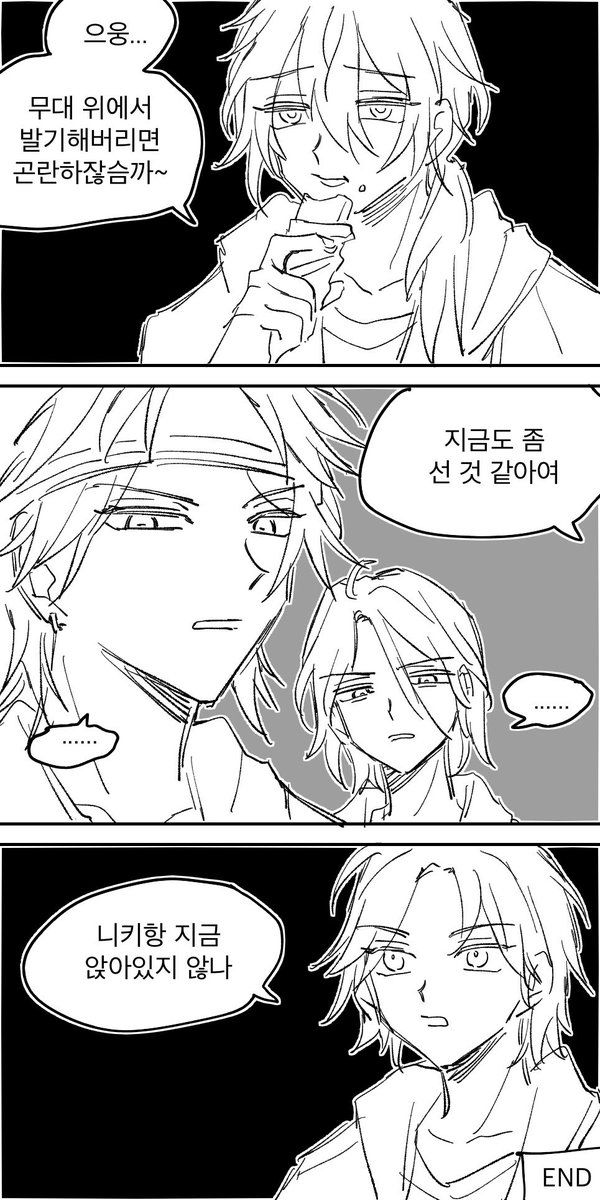 으웅...
무대 위에서
발기해버리면
곤란하잖슴까~
지금도 좀
선 것 같아여
......
......
니키항 지금
앉아있지 않나
END